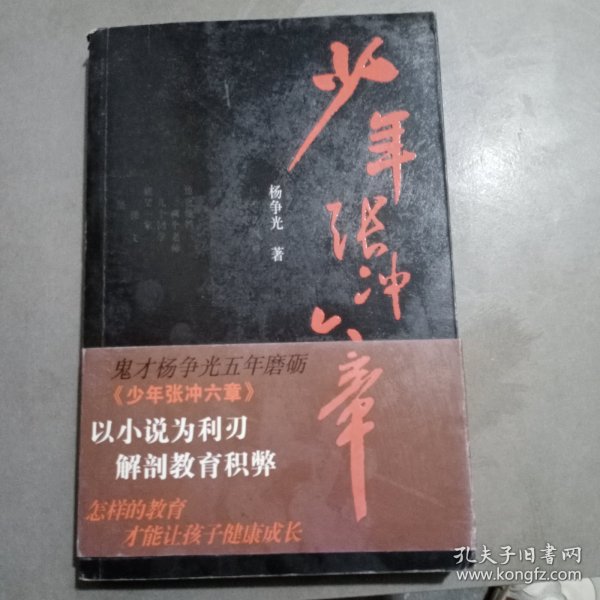 少年张冲六章
杨争光 著
鬼才杨争光五年磨砺
《少年张冲六章》
以小说为利刃
解剖教育积弊
怎样的教育
才能让孩子健康成长
孔夫子旧书网
www.kongfz.com